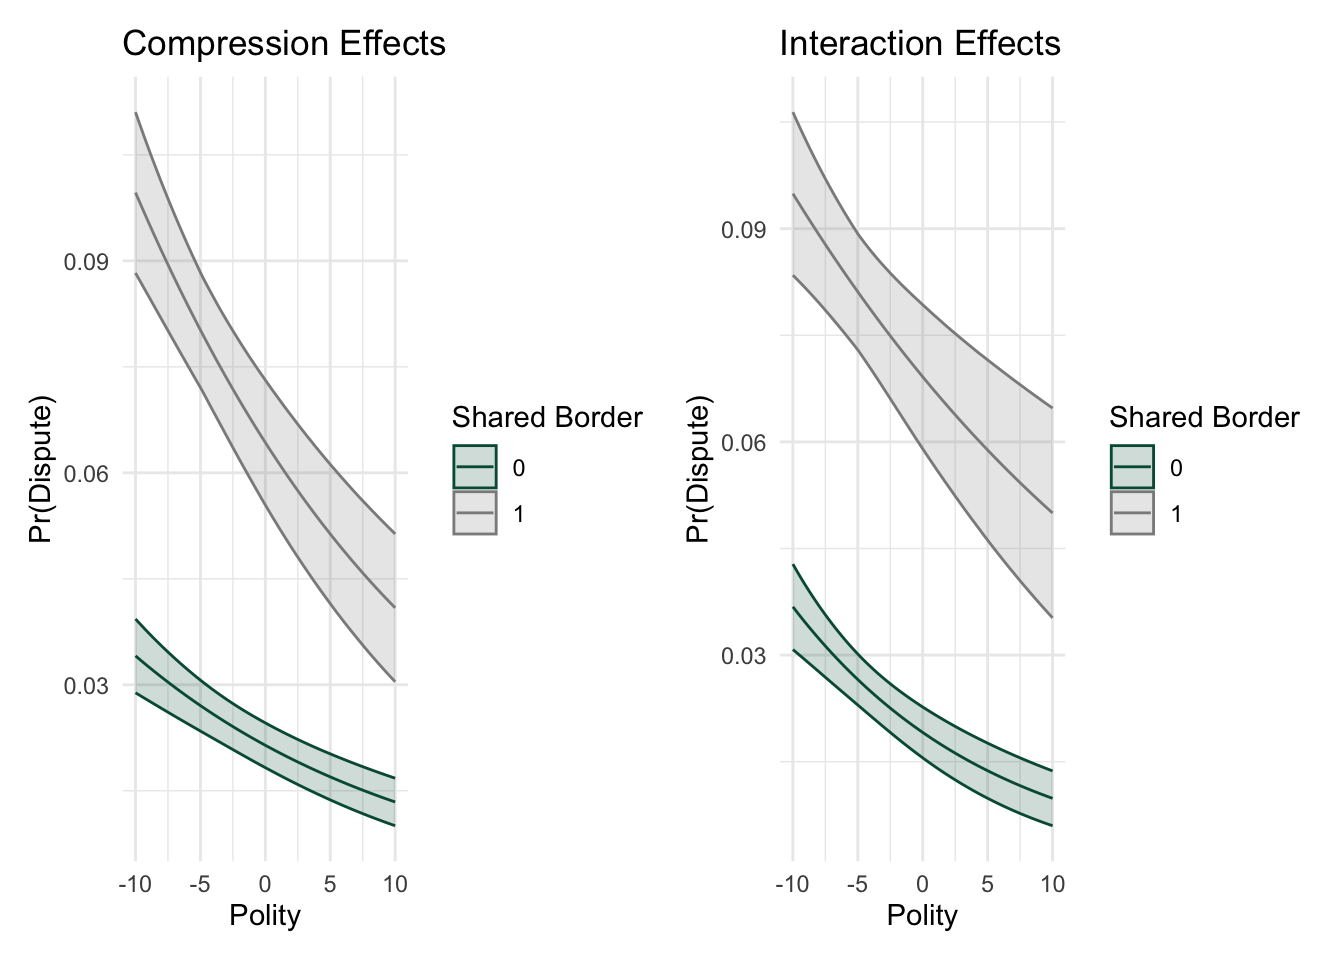 Compression Effects
Pr(Dispute)
0.09
0.06
0.03
-10 -5 0 5 10
Polity
Shared Border
0
1
Interaction Effects
Pr(Dispute)
0.09
0.06
0.03
-10 -5 0 5 10
Polity
Shared Border
0
1